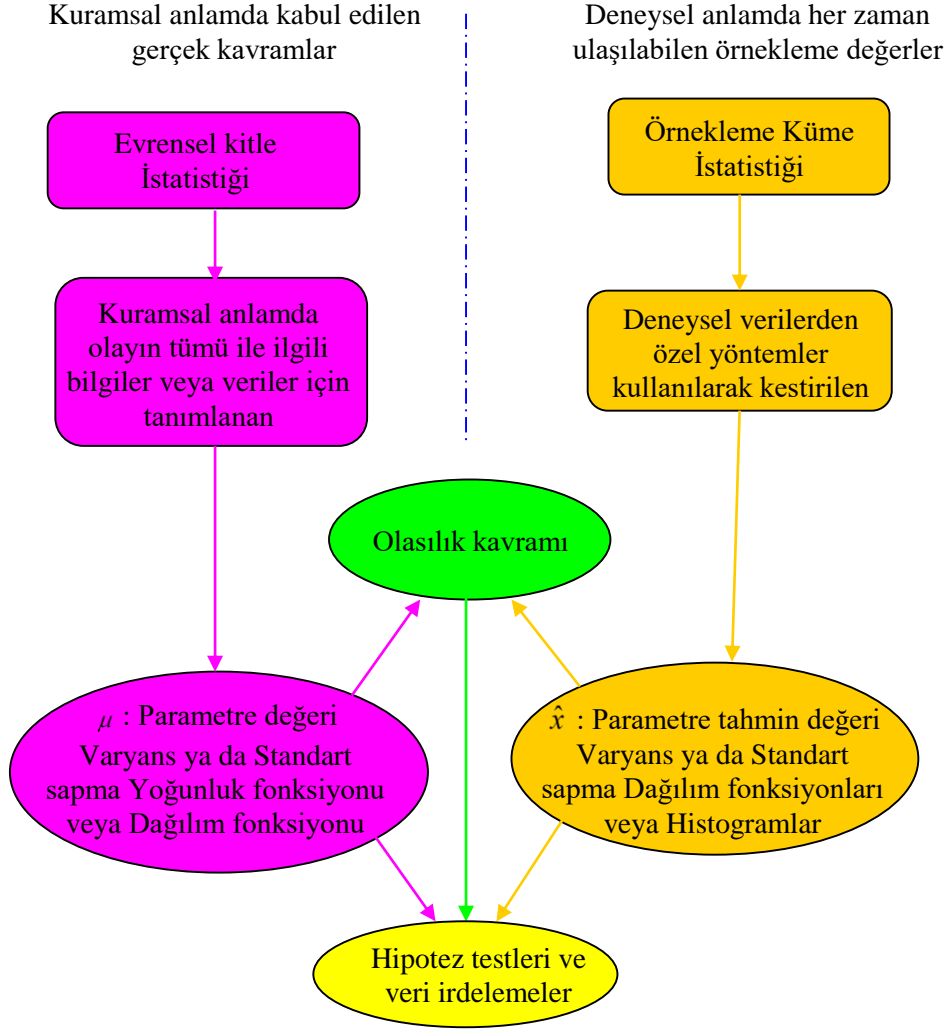 Kuramsal anlamda kabul edilen
gerçek kavramlar
Deneysel anlamda her zaman
ulaşılabilen örnekleme değerler
Evrensel kitle
İstatistiği
Örnekleme Küme
İstatistiği
Kuramsal anlamda
olayın tümü ile ilgili
bilgiler veya veriler için
tanımlanan
Deneysel verilerden
özel yöntemler
kullanılarak kestirilen
Olasılık kavramı
μ : Parametre değeri
Varyans ya da Standart
sapma Yoğunluk fonksiyonu
veya Dağılım fonksiyonu
x̂ : Parametre tahmin değeri
Varyans ya da Standart
sapma Dağılım fonksiyonları
veya Histogramlar
Hipotez testleri ve
veri irdelemeler